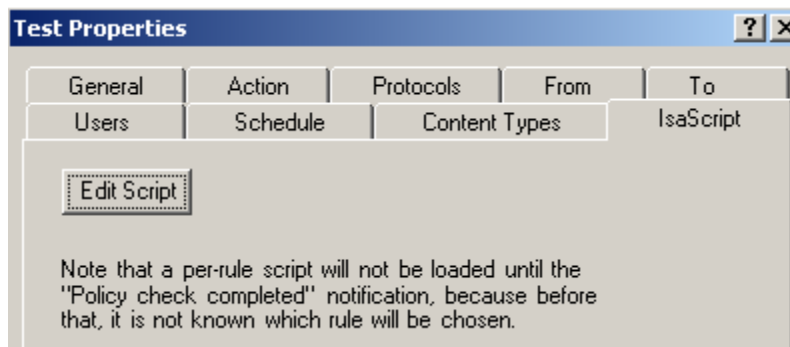 Test Properties
? X
General Action Protocols From To
Users Schedule Content Types IsaScript
Edit Script
Note that a per-rule script will not be loaded until the
"Policy check completed" notification, because before
that, it is not known which rule will be chosen.